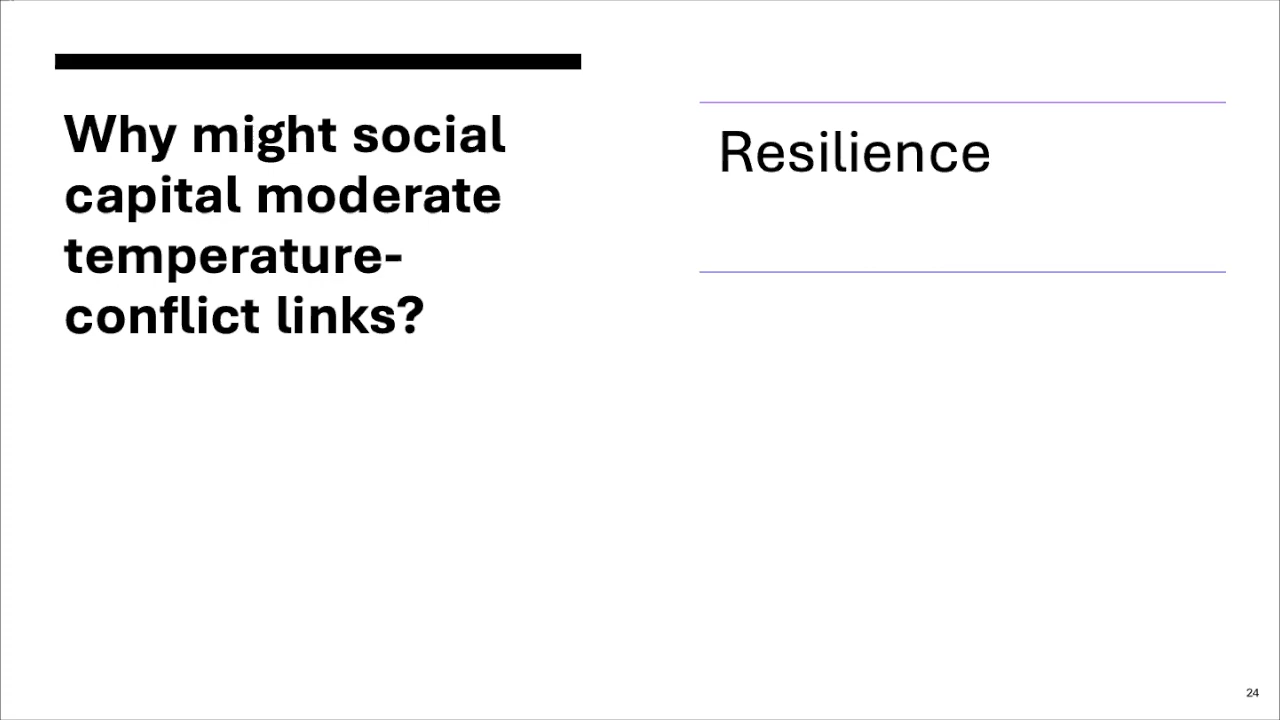 Why might social
capital moderate
temperature-
conflict links?
Resilience
24